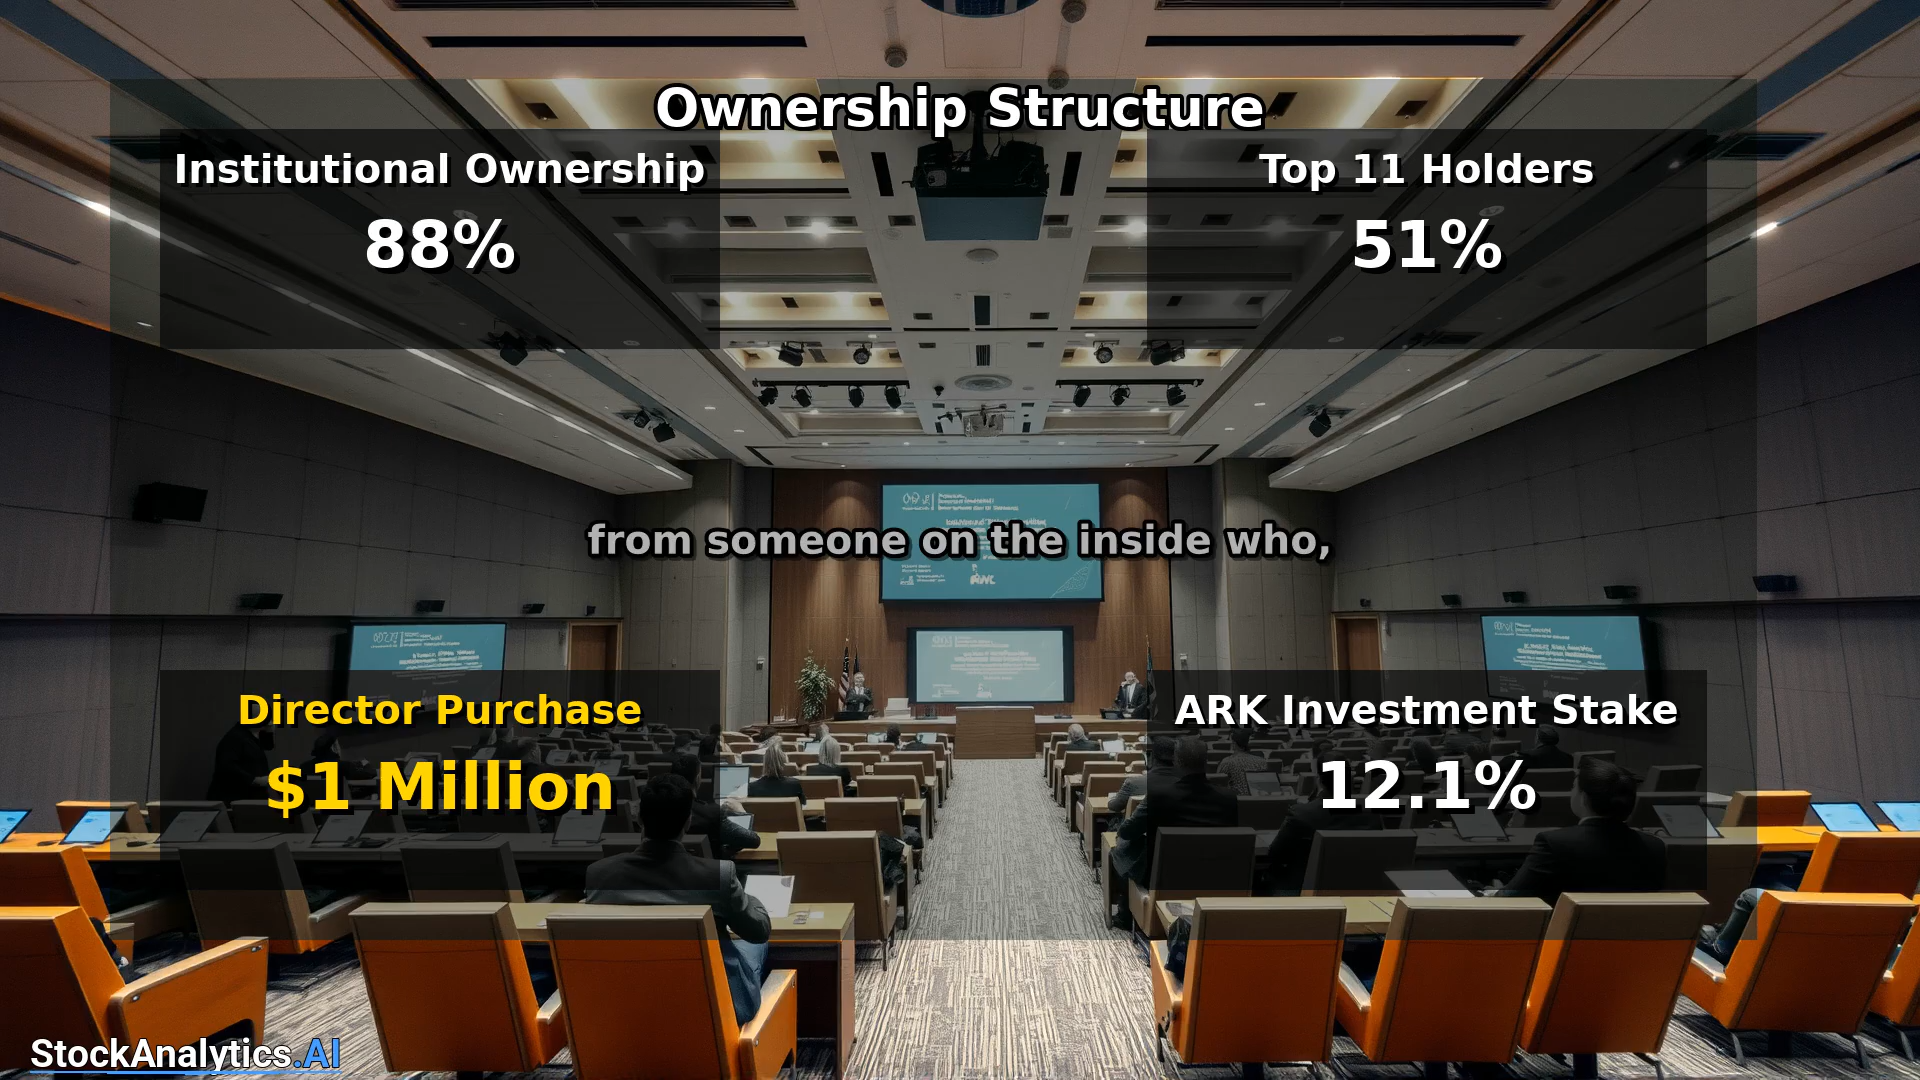 Ownership Structure
Institutional Ownership
88%
Top 11 Holders
51%
from someone on the inside who,
Director Purchase
$1 Million
ARK Investment Stake
12.1%
StockAnalytics.AI